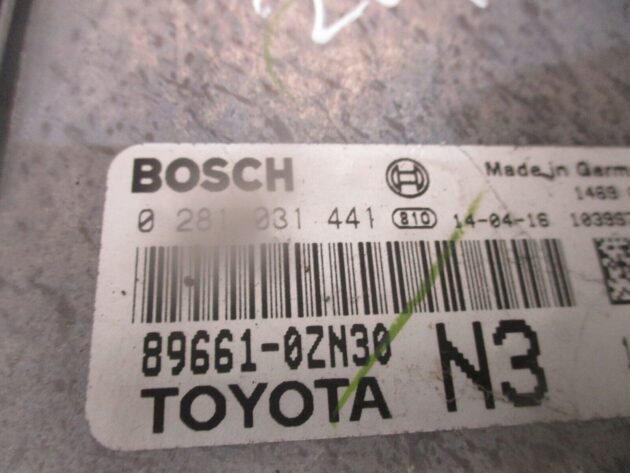 BOSCH Made in Germ
0 281 031 441 810 14-04-16 10395
1469
89661-0ZN30
N3
TOYOTA